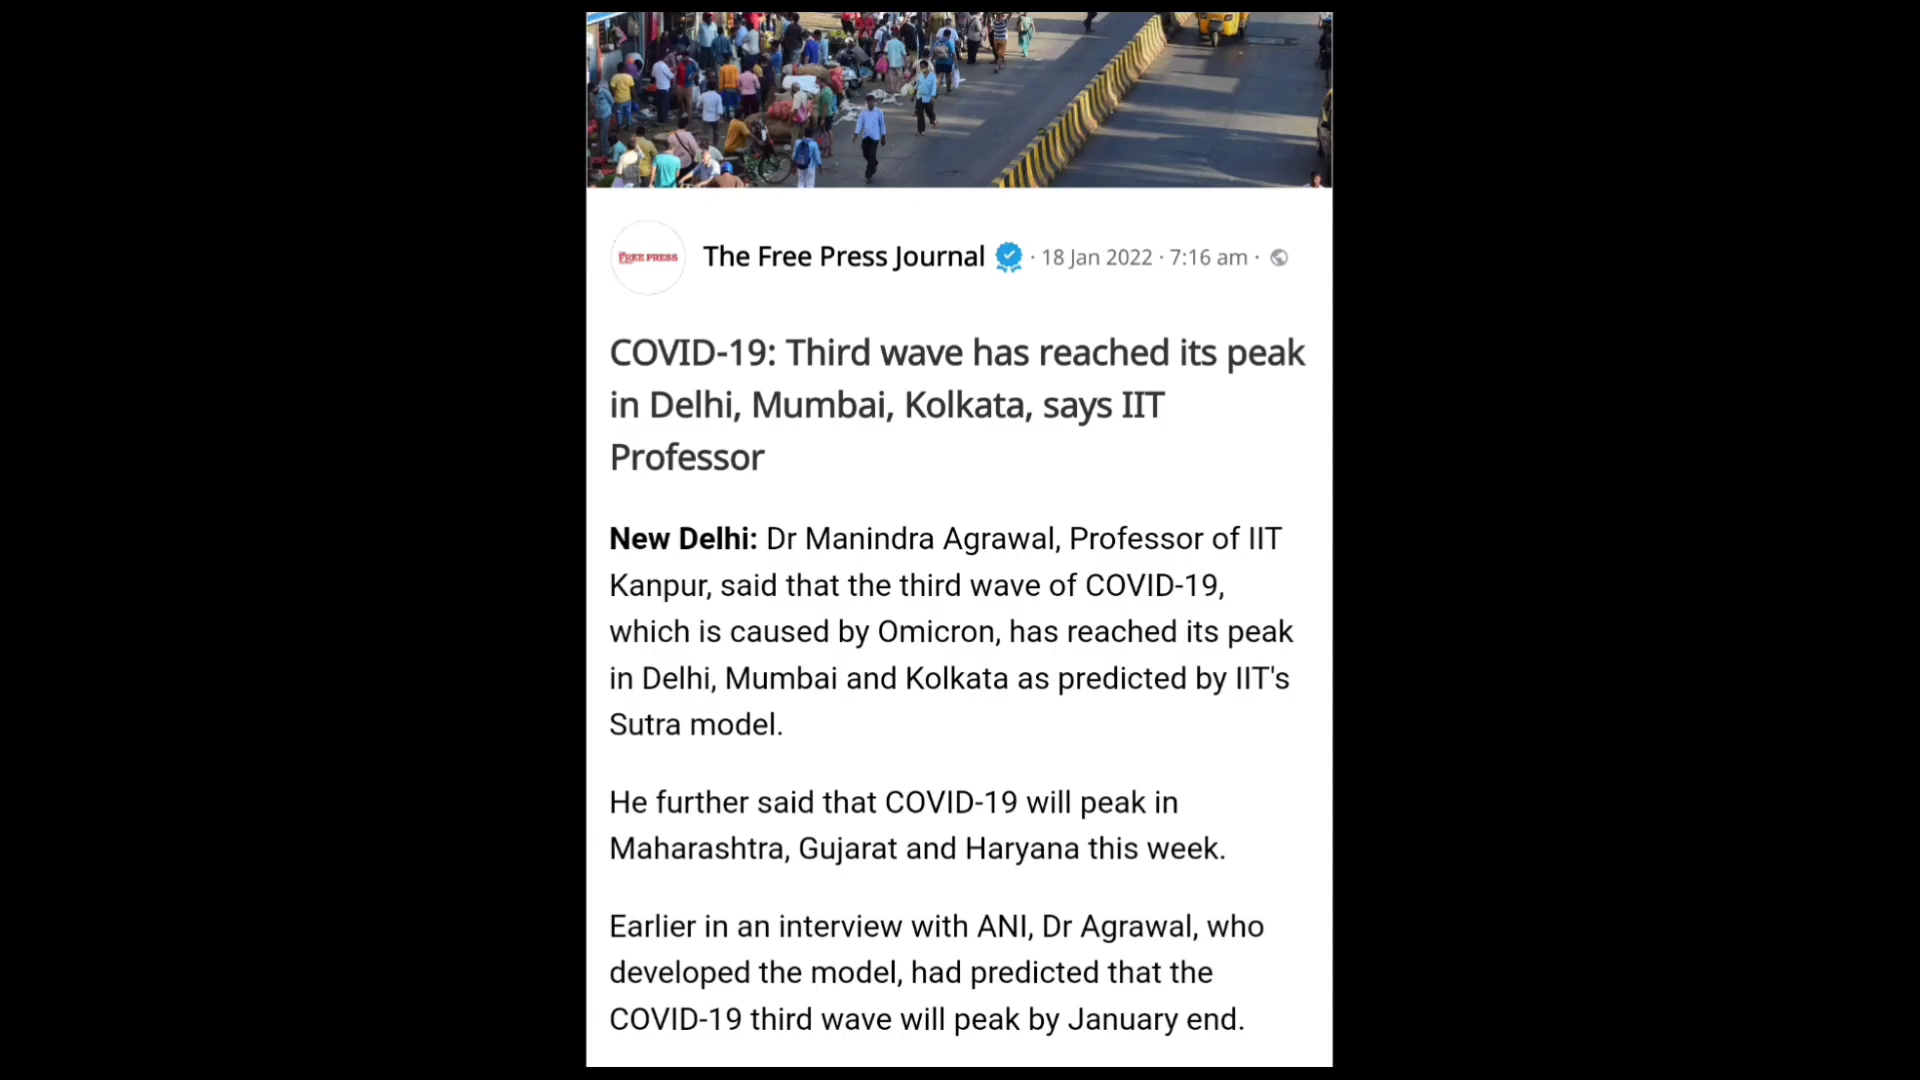 THE FREE PRESS
The Free Press Journal · 18 Jan 2022 · 7:16 am ·
COVID-19: Third wave has reached its peak
in Delhi, Mumbai, Kolkata, says IIT
Professor
New Delhi: Dr Manindra Agrawal, Professor of IIT
Kanpur, said that the third wave of COVID-19,
which is caused by Omicron, has reached its peak
in Delhi, Mumbai and Kolkata as predicted by IIT's
Sutra model.
He further said that COVID-19 will peak in
Maharashtra, Gujarat and Haryana this week.
Earlier in an interview with ANI, Dr Agrawal, who
developed the model, had predicted that the
COVID-19 third wave will peak by January end.